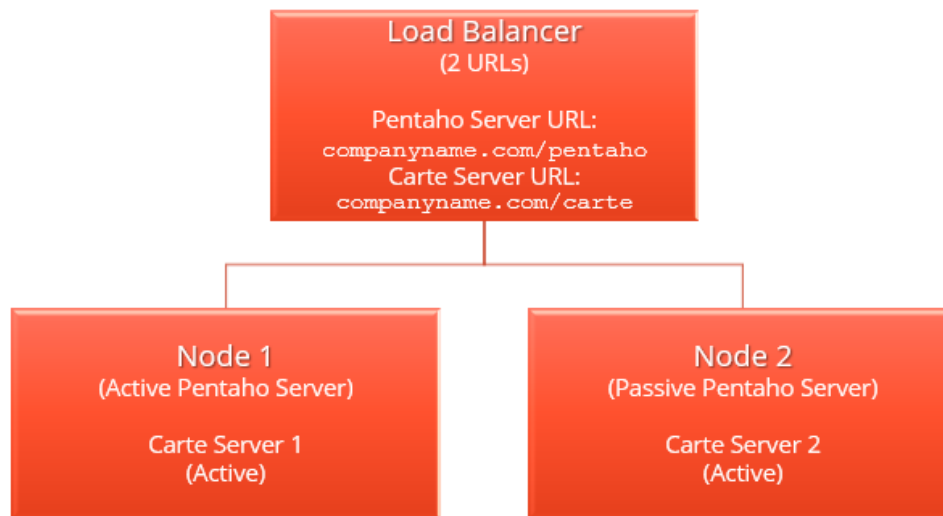 Load Balancer
(2 URLs)
Pentaho Server URL:
companyname.com/pentaho
Carte Server URL:
companyname.com/carte
Node 1
(Active Pentaho Server)
Carte Server 1
(Active)
Node 2
(Passive Pentaho Server)
Carte Server 2
(Active)